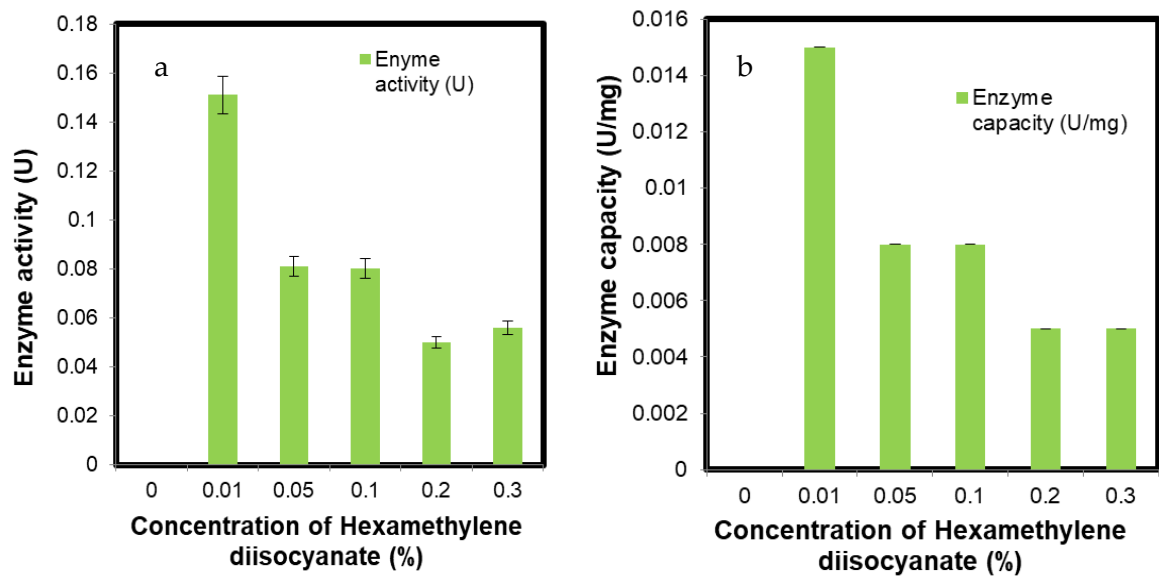 a
Enyme
activity (U)
Enzyme activity (U)
0.18
0.16
0.14
0.12
0.1
0.08
0.06
0.04
0.02
0
0 0.01 0.05 0.1 0.2 0.3
Concentration of Hexamethylene
diisocyanate (%)
b
Enzyme
capacity (U/mg)
Enzyme capacity (U/mg)
0.016
0.014
0.012
0.01
0.008
0.006
0.004
0.002
0
0 0.01 0.05 0.1 0.2 0.3
Concentration of Hexamethylene
diisocyanate (%)